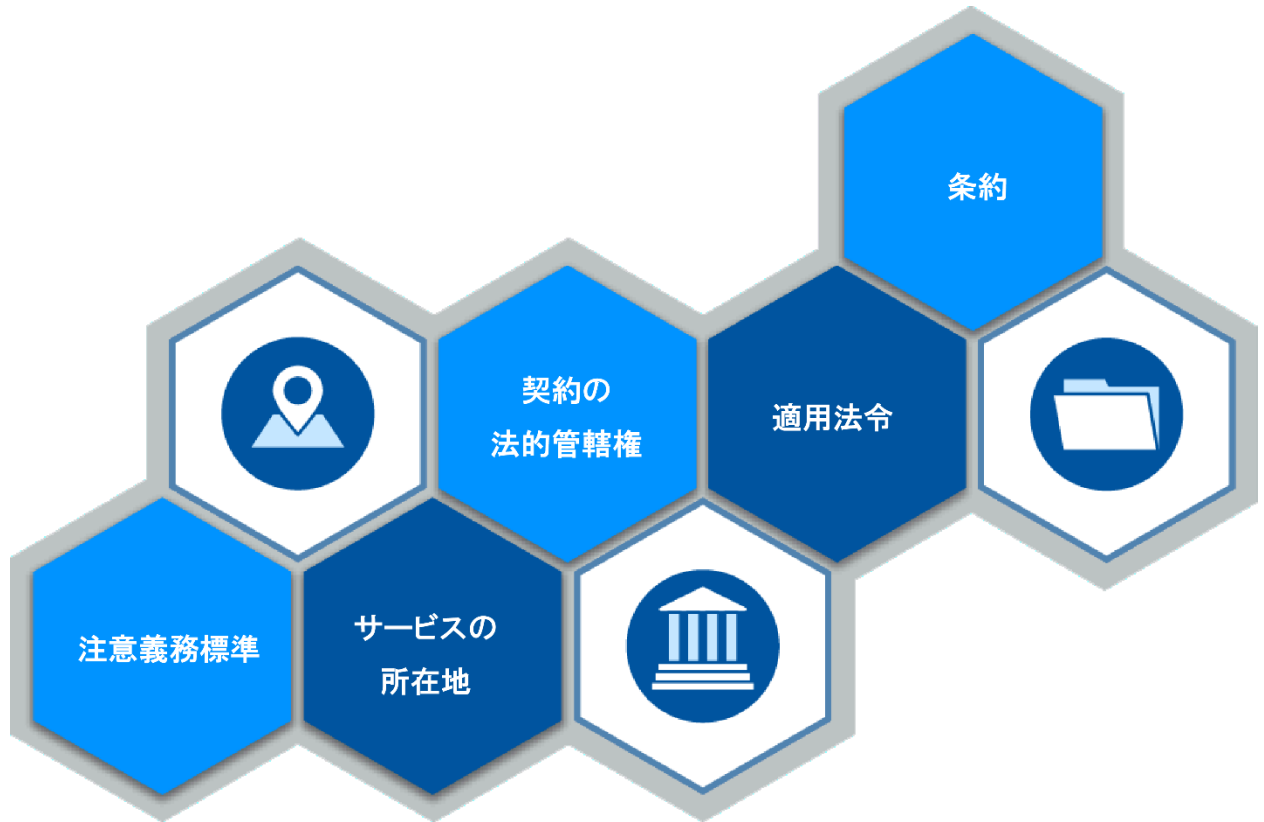 条約
契約の
法的管轄権
適用法令
注意義務標準
サービスの
所在地